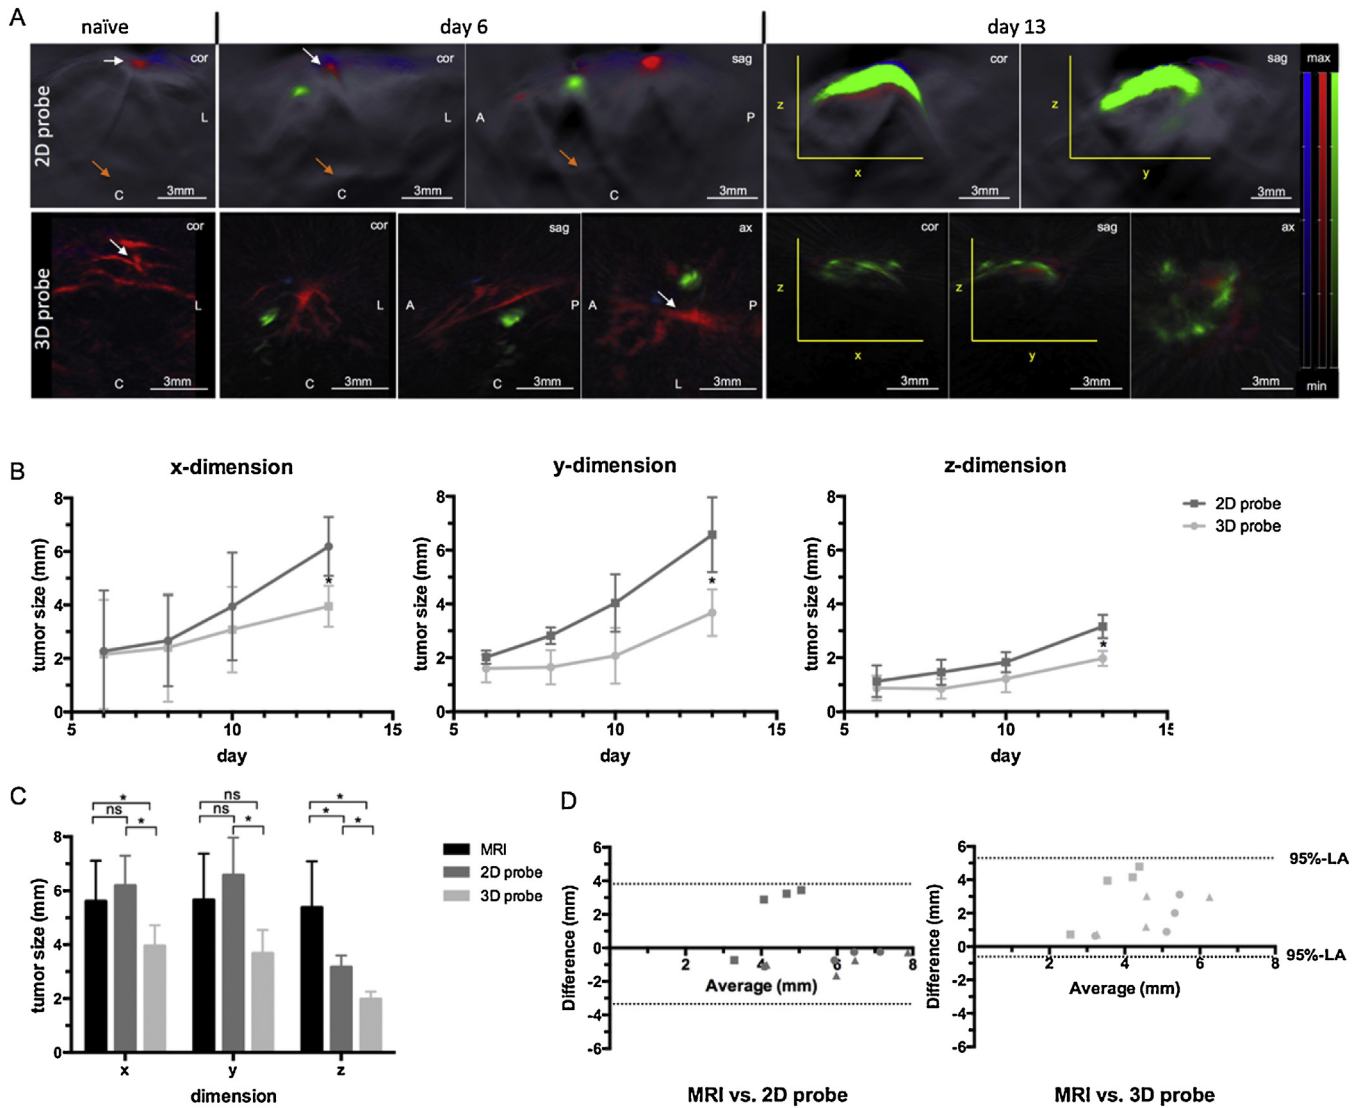 A
naïve
day 6
day 13
2D probe
cor
L
C
3mm
cor
L
C
3mm
sag
A
P
C
3mm
cor
z
x
3mm
sag
z
y
3mm
max
min
3D probe
cor
L
C
3mm
cor
L
C
3mm
sag
A
P
C
3mm
ax
A
P
L
3mm
cor
z
x
3mm
sag
z
y
3mm
ax
3mm
B
x-dimension
y-dimension
z-dimension
2D probe
3D probe
tumor size (mm)
8
6
4
2
0
5
10
15
day
*
tumor size (mm)
8
6
4
2
0
5
10
15
day
*
tumor size (mm)
8
6
4
2
0
5
10
15
day
*
C
*
ns
*
ns
ns
*
*
*
*
tumor size (mm)
8
6
4
2
0
x
y
z
dimension
MRI
2D probe
3D probe
D
Difference (mm)
6
4
2
0
-2
-4
-6
2
4
6
8
Average (mm)
MRI vs. 2D probe
Difference (mm)
6
4
2
0
-2
-4
-6
2
4
6
8
Average (mm)
95%-LA
95%-LA
MRI vs. 3D probe